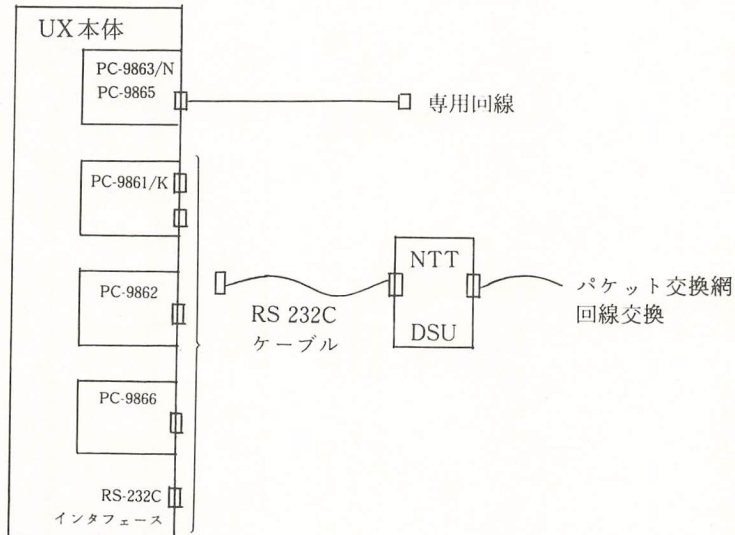 UX本体
PC-9863/N
PC-9865
専用回線
PC-9861/K
PC-9862
PC-9866
RS-232C
インタフェース
RS 232C
ケーブル
NTT
DSU
パケット交換網
回線交換